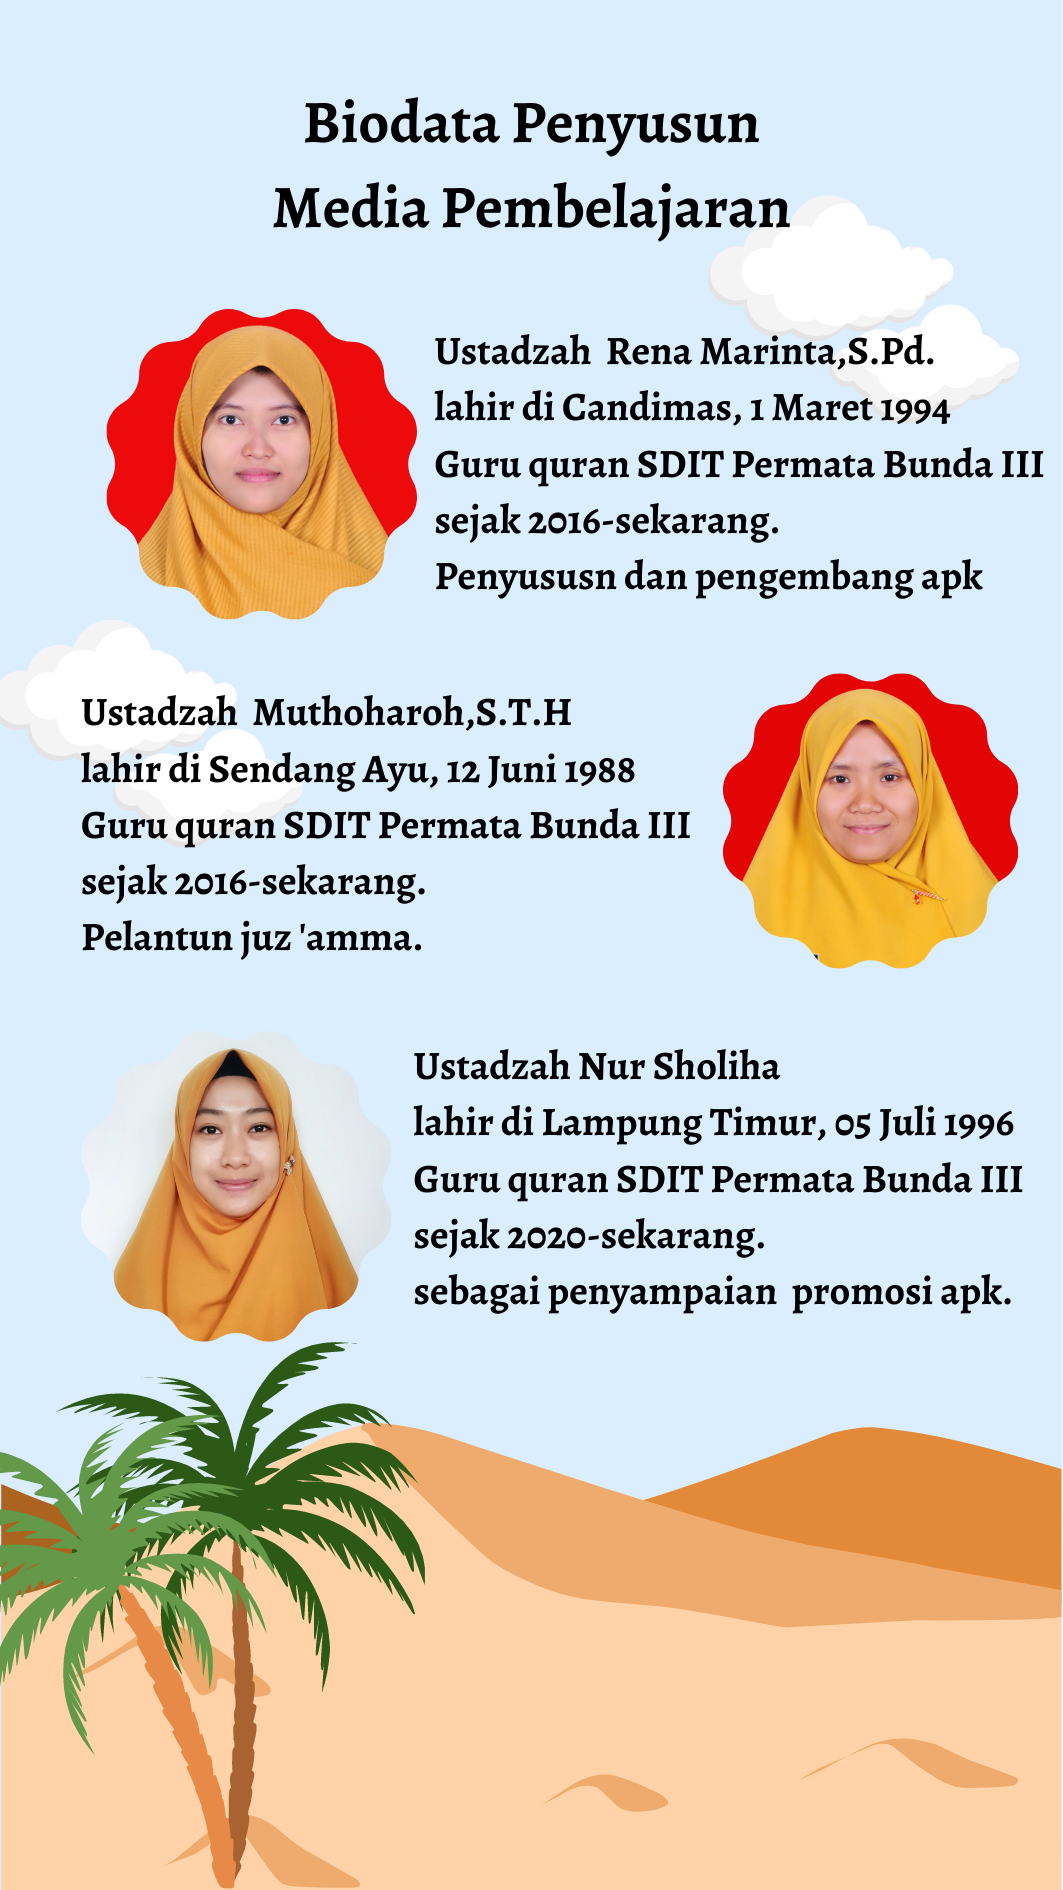 Biodata Penyusun
Media Pembelajaran
Ustadzah Rena Marinta,S.Pd.
lahir di Candimas, 1 Maret 1994
Guru quran SDIT Permata Bunda III
sejak 2016-sekarang.
Penyususn dan pengembang apk
Ustadzah Muthoharoh,S.T.H
lahir di Sendang Ayu, 12 Juni 1988
Guru quran SDIT Permata Bunda III
sejak 2016-sekarang.
Pelantun juz 'amma.
Ustadzah Nur Sholiha
lahir di Lampung Timur, 05 Juli 1996
Guru quran SDIT Permata Bunda III
sejak 2020-sekarang.
sebagai penyampaian promosi apk.